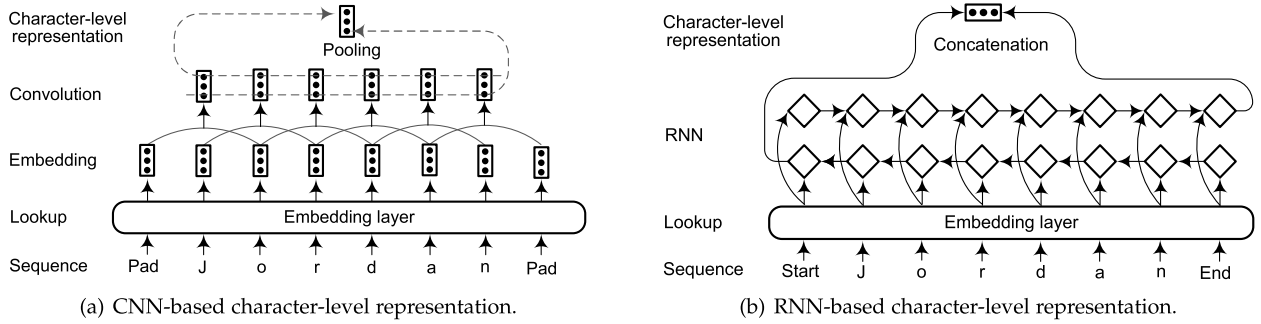 Character-level
representation
Pooling
Convolution
Embedding
Lookup
Embedding layer
Sequence
Pad J o r d a n Pad
(a) CNN-based character-level representation.
Character-level
representation
Concatenation
RNN
Lookup
Embedding layer
Sequence
Start J o r d a n End
(b) RNN-based character-level representation.